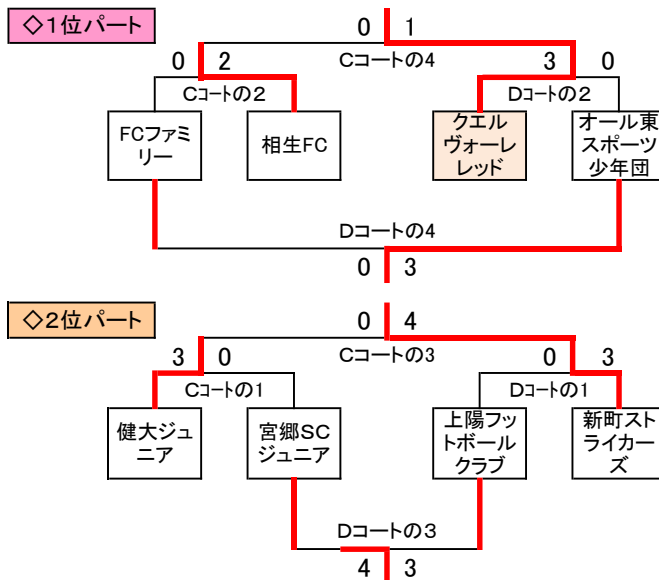 ◇1位パート
0 1
Cコートの4
0 2
3 0
Cコートの2
Dコートの2
FCファミ
リー
相生FC
クエル
ヴォーレ
レッド
オール東
スポーツ
少年団
Dコートの4
0 3
◇2位パート
0 4
Cコートの3
3 0
0 3
Cコートの1
Dコートの1
健大ジュ
ニア
宮郷SC
ジュニア
上陽フッ
トボール
クラブ
新町スト
ライカー
ズ
Dコートの3
4 3